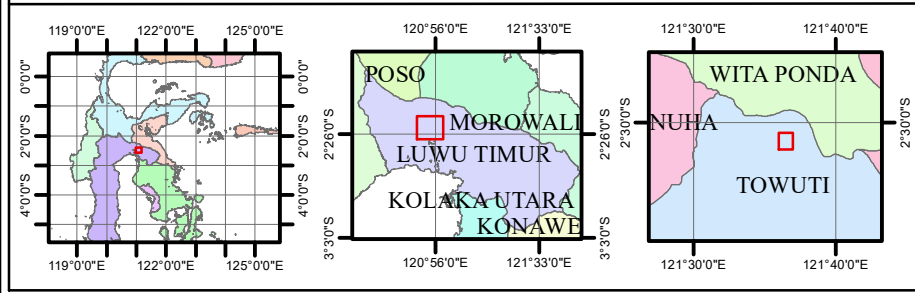 119°0'0"E 122°0'0"E 125°0'0"E
0°0'0" 0°0'0"
2°0'0"S 2°0'0"S
4°0'0"S 4°0'0"S
119°0'0"E 122°0'0"E 125°0'0"E
120°56'0"E 121°33'0"E
POSO
MOROWALI
2°26'0"S 2°26'0"S
LUWU TIMUR
KOLAKA UTARA
KONAWE
3°3'0"S 3°3'0"S
120°56'0"E 121°33'0"E
121°30'0"E 121°40'0"E
WITA PONDA
2°30'0"S NUHA 2°30'0"S
TOWUTI
121°30'0"E 121°40'0"E